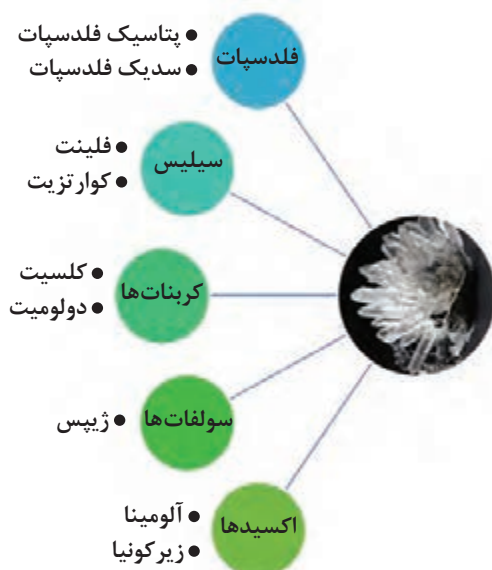 فلدسپات
● پتاسیک فلدسپات
● سدیک فلدسپات
سیلیس
● فلینت
● کوارتزیت
کربنات‌ها
● کلسیت
● دولومیت
سولفات‌ها
● ژیپس
اکسیدها
● آلومینا
● زیرکونیا